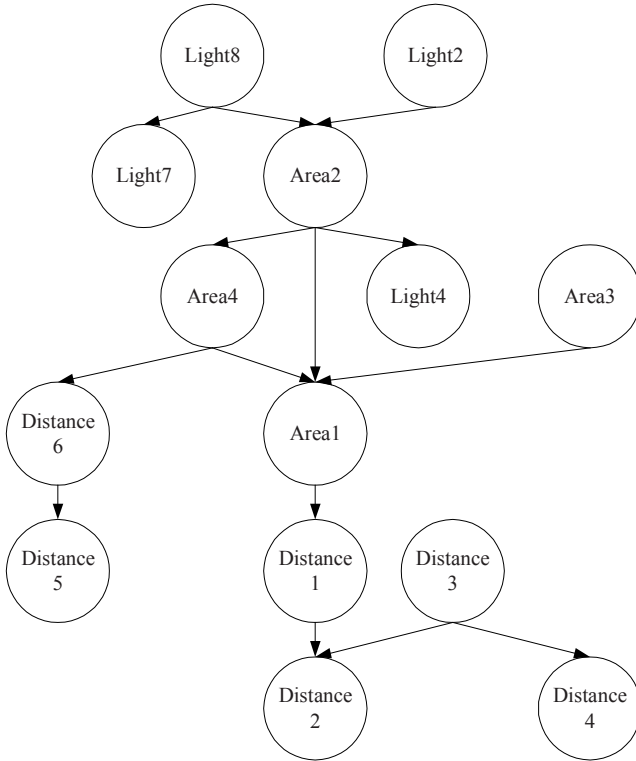 Light8
Light2
Light7
Area2
Area4
Light4
Area3
Distance
6
Area1
Distance
5
Distance
1
Distance
3
Distance
2
Distance
4